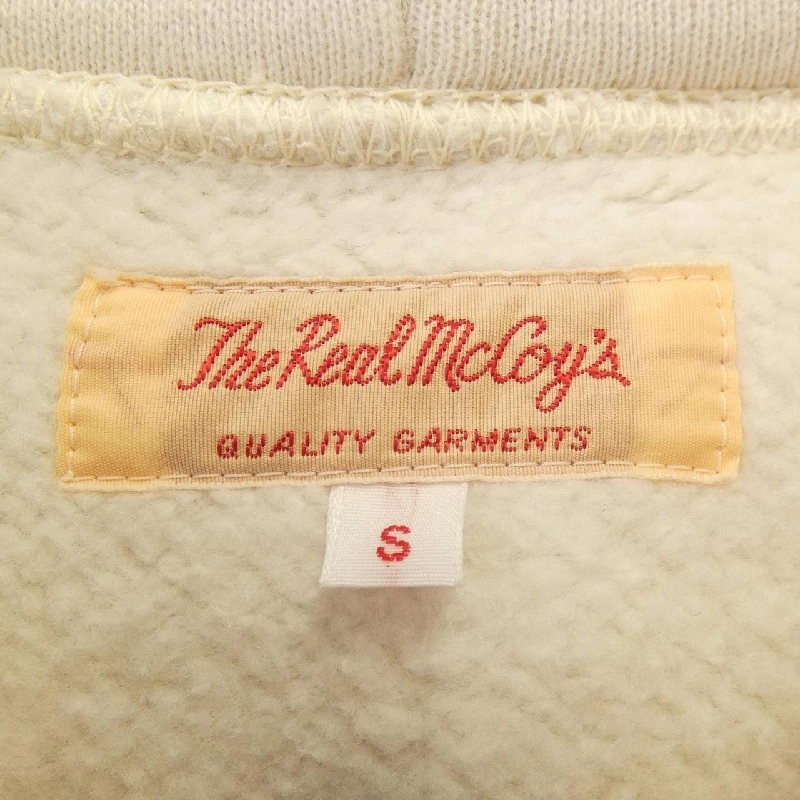 The Real McCoy's
QUALITY GARMENTS
S